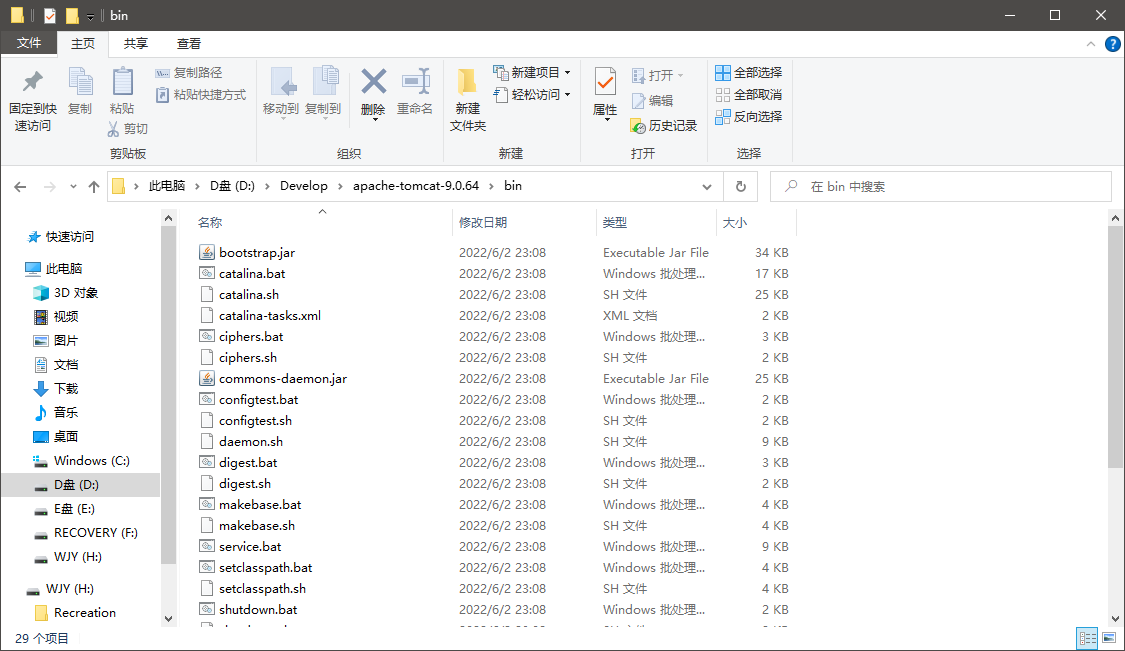 bin
文件 主页 共享 查看
固定到快速访问
复制
粘贴
复制路径
粘贴快捷方式
剪切
剪贴板
移动到
复制到
删除
重命名
组织
新建文件夹
新建项目
轻松访问
新建
属性
打开
编辑
历史记录
打开
全部选择
全部取消
反向选择
选择
此电脑 › D盘 (D:) › Develop › apache-tomcat-9.0.64 › bin
在 bin 中搜索
快速访问
此电脑
3D 对象
视频
图片
文档
下载
音乐
桌面
Windows (C:)
D盘 (D:)
E盘 (E:)
RECOVERY (F:)
WJY (H:)
WJY (H:)
Recreation
名称 修改日期 类型 大小
bootstrap.jar 2022/6/2 23:08 Executable Jar File 34 KB
catalina.bat 2022/6/2 23:08 Windows 批处理... 17 KB
catalina.sh 2022/6/2 23:08 SH 文件 25 KB
catalina-tasks.xml 2022/6/2 23:08 XML 文档 2 KB
ciphers.bat 2022/6/2 23:08 Windows 批处理... 3 KB
ciphers.sh 2022/6/2 23:08 SH 文件 2 KB
commons-daemon.jar 2022/6/2 23:08 Executable Jar File 25 KB
configtest.bat 2022/6/2 23:08 Windows 批处理... 2 KB
configtest.sh 2022/6/2 23:08 SH 文件 2 KB
daemon.sh 2022/6/2 23:08 SH 文件 9 KB
digest.bat 2022/6/2 23:08 Windows 批处理... 3 KB
digest.sh 2022/6/2 23:08 SH 文件 2 KB
makebase.bat 2022/6/2 23:08 Windows 批处理... 4 KB
makebase.sh 2022/6/2 23:08 SH 文件 4 KB
service.bat 2022/6/2 23:08 Windows 批处理... 9 KB
setclasspath.bat 2022/6/2 23:08 Windows 批处理... 4 KB
setclasspath.sh 2022/6/2 23:08 SH 文件 4 KB
shutdown.bat 2022/6/2 23:08 Windows 批处理... 2 KB
29 个项目